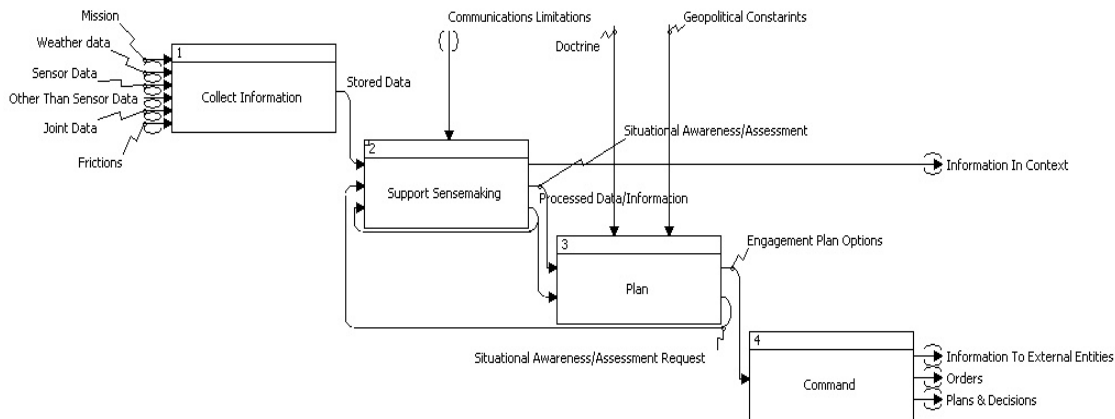 Mission
Weather data
Sensor Data
Other Than Sensor Data
Joint Data
Frictions
1
Collect Information
Stored Data
Communications Limitations
Doctrine
Geopolitical Constarints
2
Support Sensemaking
Situational Awareness/Assessment
Information In Context
Processed Data/Information
3
Plan
Engagement Plan Options
Situational Awareness/Assessment Request
4
Command
Information To External Entities
Orders
Plans & Decisions